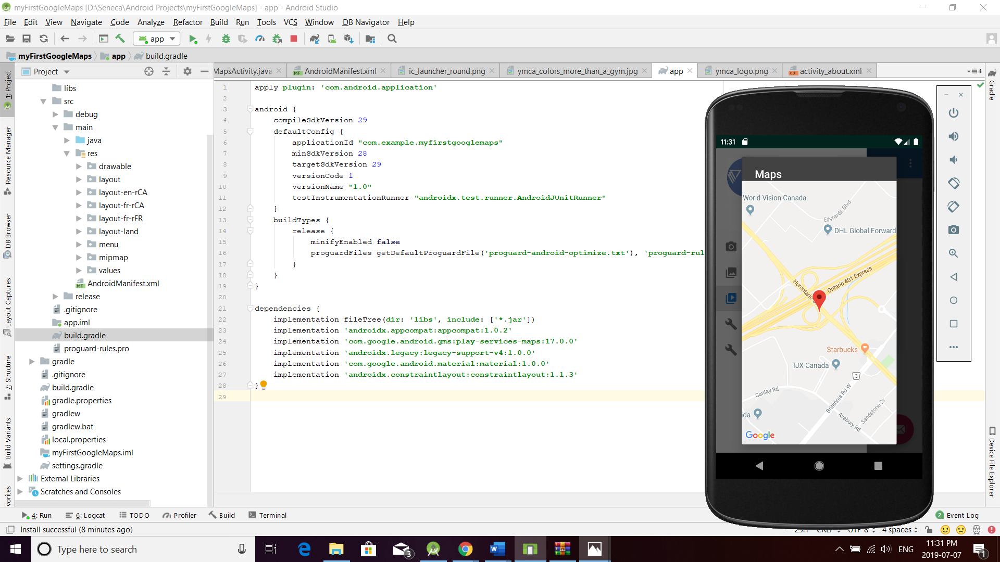 myFirstGoogleMaps [D:\Seneca\Android Projects\myFirstGoogleMaps] - app - Android Studio
File Edit View Navigate Code Analyze Refactor Build Run Tools VCS Window DB Navigator Help
app
myFirstGoogleMaps app build.gradle
Project
MapsActivity.java AndroidManifest.xml ic_launcher_round.png ymca_colors_more_than_a_gym.jpg app ymca_logo.png activity_about.xml 4
1: Project
Resource Manager
DB Browser
Layout Captures
7: Structure
Build Variants
vorites
libs
src
debug
main
java
res
drawable
layout
layout-en-rCA
layout-fr-rCA
layout-fr-rFR
layout-land
menu
mipmap
values
MF AndroidManifest.xml
release
.gitignore
app.iml
build.gradle
proguard-rules.pro
gradle
.gitignore
build.gradle
gradle.properties
gradlew
gradlew.bat
local.properties
myFirstGoogleMaps.iml
settings.gradle
External Libraries
Scratches and Consoles
1 apply plugin: 'com.android.application'
2
3 android {
4 compileSdkVersion 29
5 defaultConfig {
6 applicationId "com.example.myfirstgooglemaps"
7 minSdkVersion 28
8 targetSdkVersion 29
9 versionCode 1
10 versionName "1.0"
11 testInstrumentationRunner "androidx.test.runner.AndroidJUnitRunner"
12 }
13 buildTypes {
14 release {
15 minifyEnabled false
16 proguardFiles getDefaultProguardFile('proguard-android-optimize.txt'), 'proguard-rul
17 }
18 }
19 }
20
21 dependencies {
22 implementation fileTree(dir: 'libs', include: ['*.jar'])
23 implementation 'androidx.appcompat:appcompat:1.0.2'
24 implementation 'com.google.android.gms:play-services-maps:17.0.0'
25 implementation 'androidx.legacy:legacy-support-v4:1.0.0'
26 implementation 'com.google.android.material:material:1.0.0'
27 implementation 'androidx.constraintlayout:constraintlayout:1.1.3'
28 }
29
11:31
Maps
World Vision Canada
Edwards Blvd
DHL Global Forward
Ontario 401 Express
Hurontario
Starbucks
TJX Canada
3
Cantay Rd
Britannia Rd W
Sandstone Dr
Avebury Rd
da
Google
Gradle
Device File Explorer
4: Run 6: Logcat TODO Profiler Build Terminal 2 Event Log
Install successful (8 minutes ago) 29:1 CRLF UTF-8 4 spaces
Type here to search 3 ENG 11:31 PM
2019-07-07 1